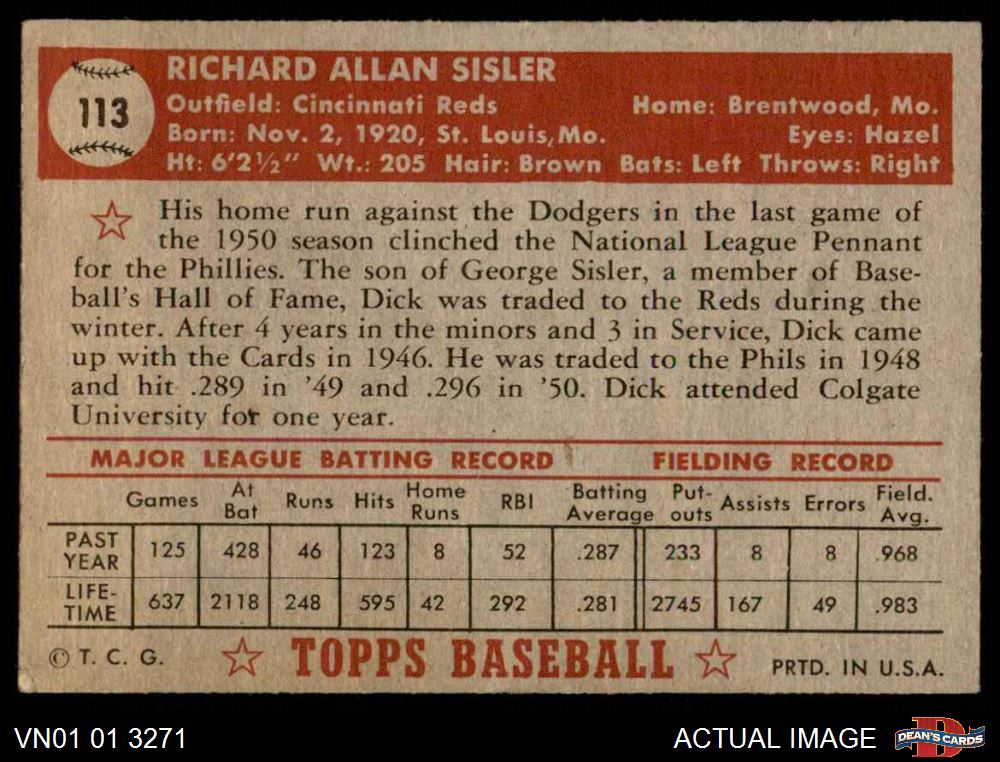 113
RICHARD ALLAN SISLER
Outfield: Cincinnati Reds Home: Brentwood, Mo.
Born: Nov. 2, 1920, St. Louis, Mo. Eyes: Hazel
Ht: 6'2½" Wt.: 205 Hair: Brown Bats: Left Throws: Right
His home run against the Dodgers in the last game of
the 1950 season clinched the National League Pennant
for the Phillies. The son of George Sisler, a member of Base-
ball's Hall of Fame, Dick was traded to the Reds during the
winter. After 4 years in the minors and 3 in Service, Dick came
up with the Cards in 1946. He was traded to the Phils in 1948
and hit .289 in '49 and .296 in '50. Dick attended Colgate
University for one year.
MAJOR LEAGUE BATTING RECORD FIELDING RECORD
Games At Bat Runs Hits Home Runs RBI Batting Average Put-outs Assists Errors Field. Avg.
PAST YEAR 125 428 46 123 8 52 .287 233 8 8 .968
LIFE-TIME 637 2118 248 595 42 292 .281 2745 167 49 .983
© T. C. G. TOPPS BASEBALL PRTD. IN U.S.A.
VN01 01 3271 ACTUAL IMAGE DEAN'S CARDS